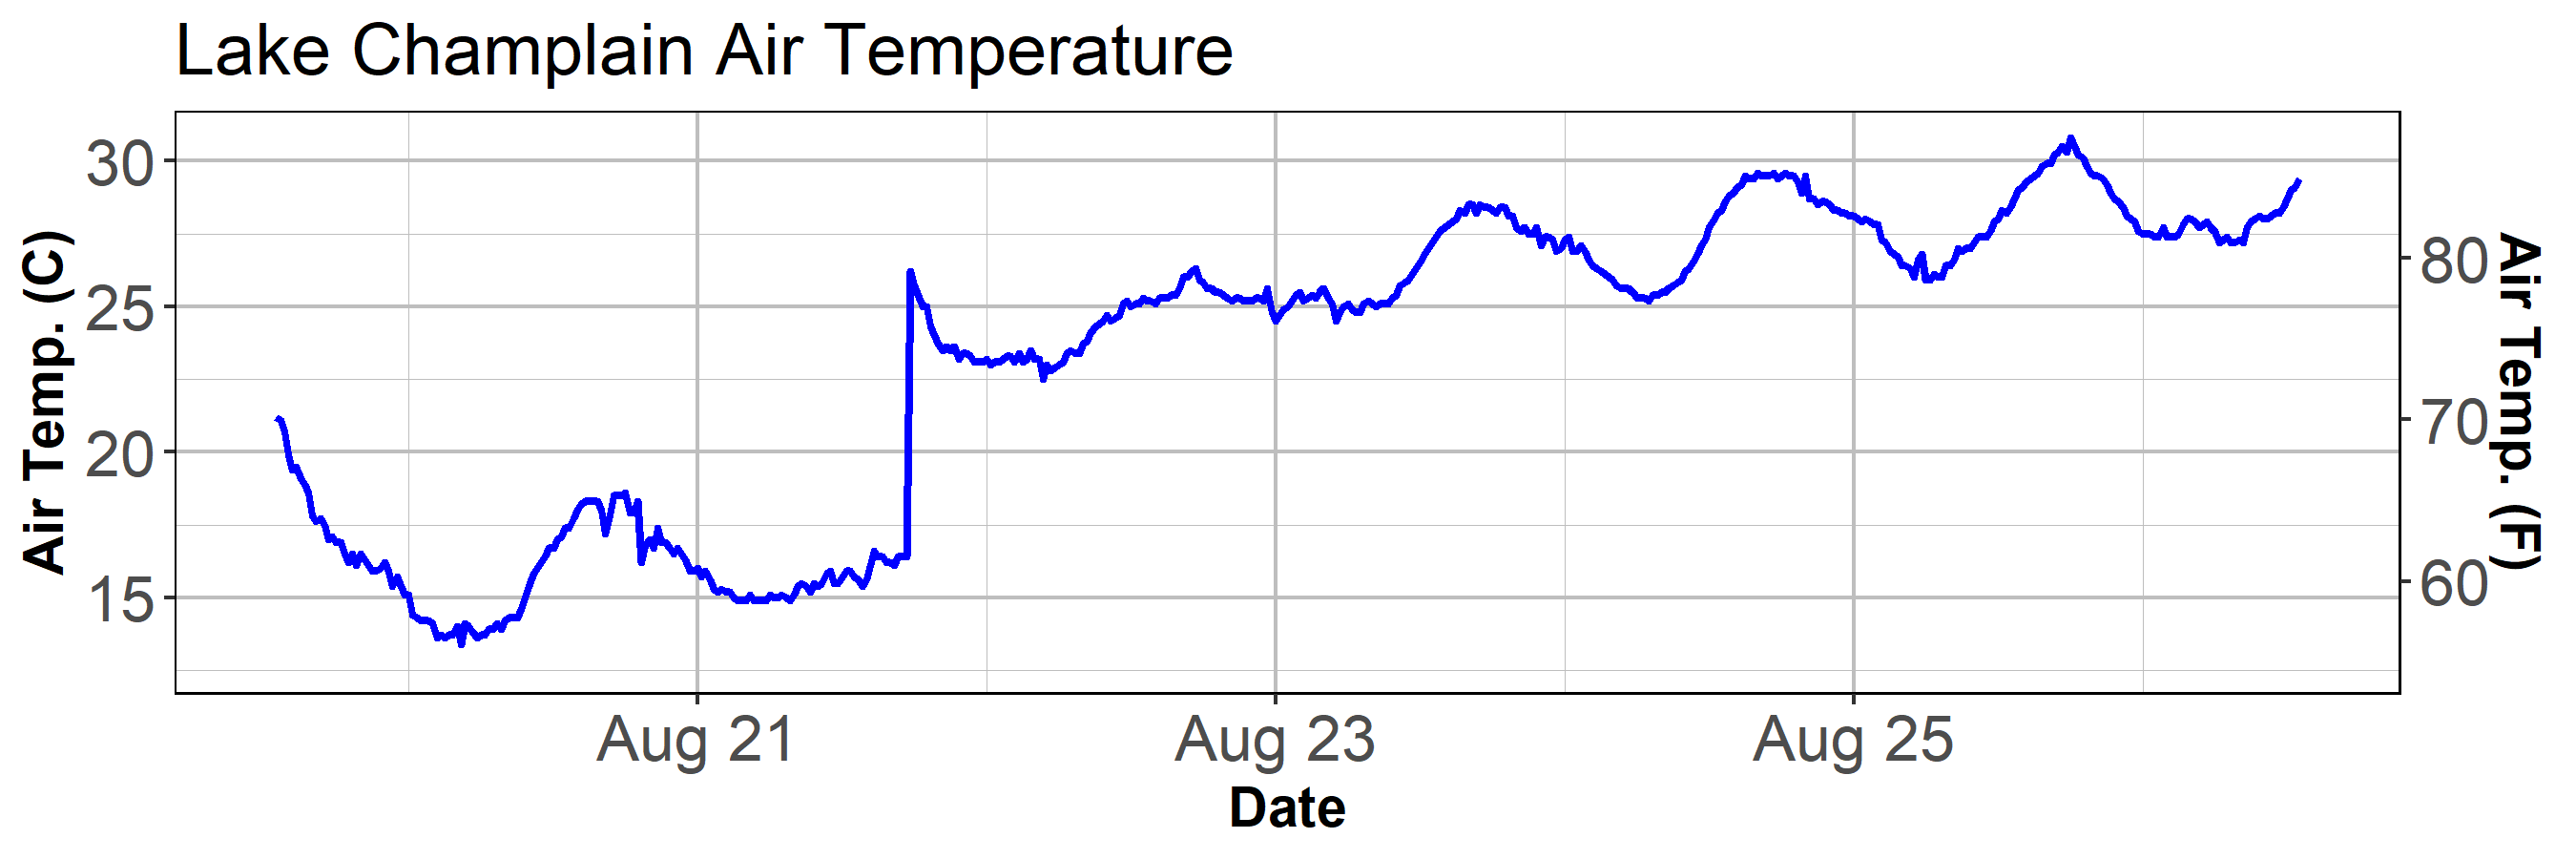 Lake Champlain Air Temperature
Air Temp. (C)
30
25
20
15
80
70
60
Air Temp. (F)
Aug 21
Aug 23
Aug 25
Date